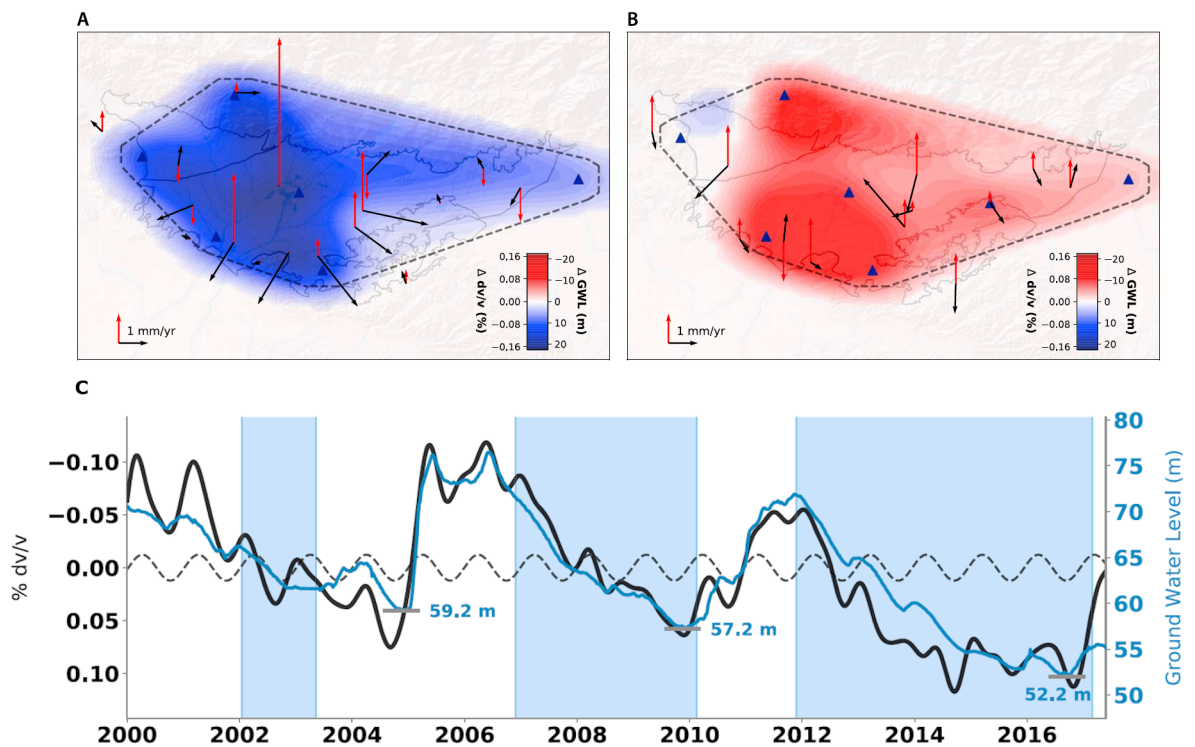 A
B
0.16
−20
0.08
−10
0.00
0
−0.08
10
−0.16
20
Δ dv/v (%)
Δ GWL (m)
1 mm/yr
0.16
−20
0.08
−10
0.00
0
−0.08
10
−0.16
20
Δ dv/v (%)
Δ GWL (m)
1 mm/yr
C
−0.10
−0.05
0.00
0.05
0.10
% dv/v
80
75
70
65
60
55
50
Ground Water Level (m)
59.2 m
57.2 m
52.2 m
2000 2002 2004 2006 2008 2010 2012 2014 2016